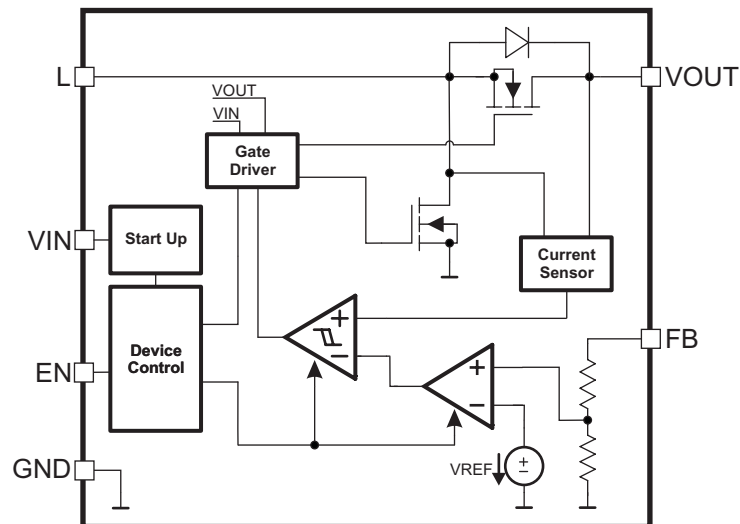 L
VOUT
VOUT
VIN
Gate
Driver
VIN
Start Up
Current
Sensor
Device
Control
EN
FB
+
−
+
−
VREF
+
−
GND